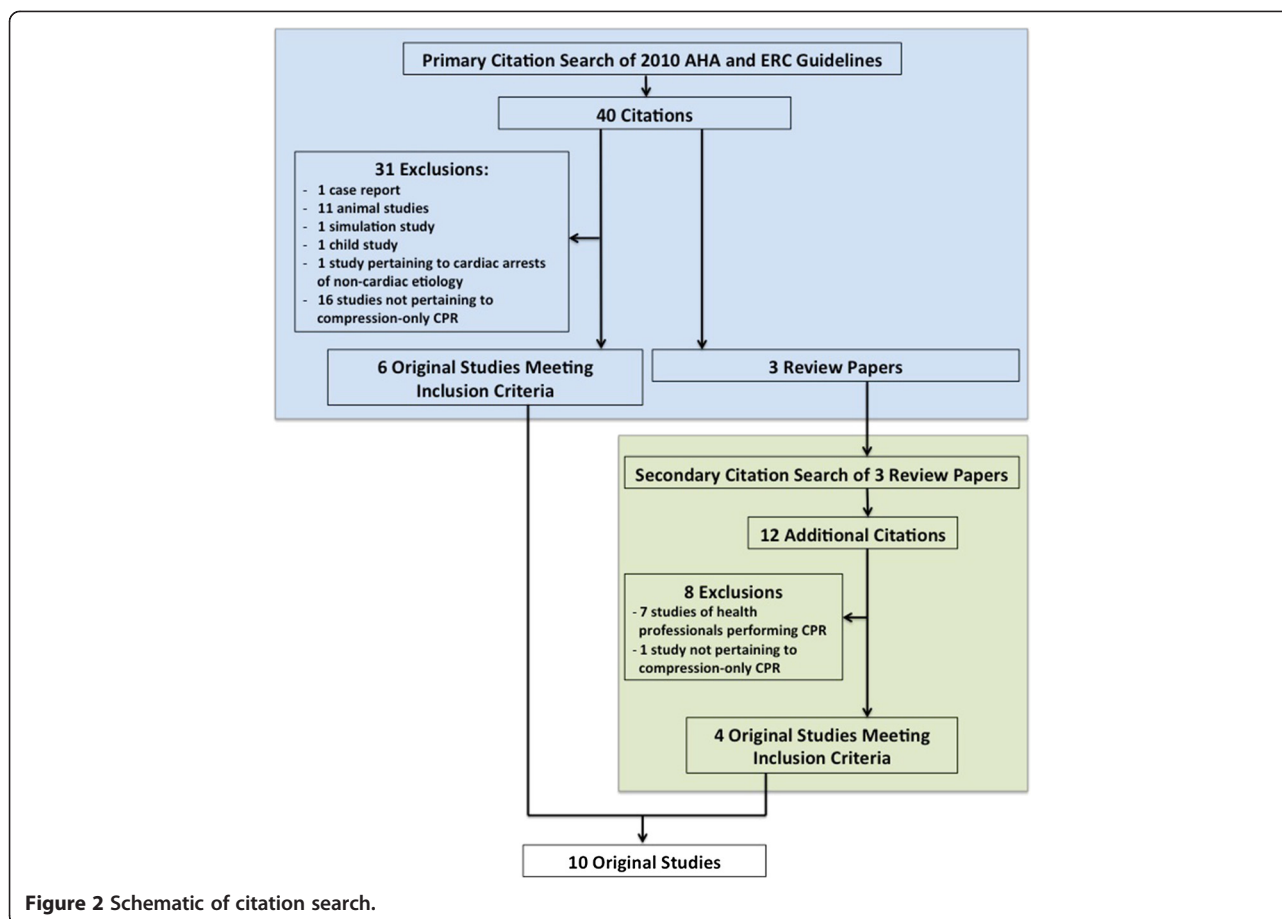 Primary Citation Search of 2010 AHA and ERC Guidelines
40 Citations
31 Exclusions:
- 1 case report
- 11 animal studies
- 1 simulation study
- 1 child study
- 1 study pertaining to cardiac arrests
of non-cardiac etiology
- 16 studies not pertaining to
compression-only CPR
6 Original Studies Meeting
Inclusion Criteria
3 Review Papers
Secondary Citation Search of 3 Review Papers
12 Additional Citations
8 Exclusions
- 7 studies of health
professionals performing CPR
- 1 study not pertaining to
compression-only CPR
4 Original Studies Meeting
Inclusion Criteria
10 Original Studies
Figure 2 Schematic of citation search.